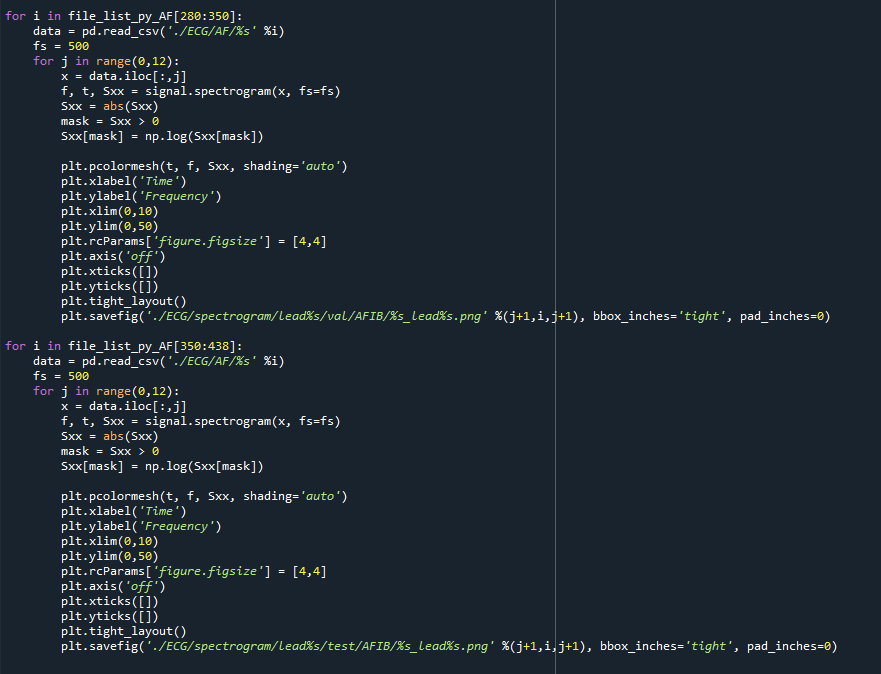 for i in file_list_py_AF[280:350]:
    data = pd.read_csv('./ECG/AF/%s' %i)
    fs = 500
    for j in range(0,12):
        x = data.iloc[:,j]
        f, t, Sxx = signal.spectrogram(x, fs=fs)
        Sxx = abs(Sxx)
        mask = Sxx > 0
        Sxx[mask] = np.log(Sxx[mask])

        plt.pcolormesh(t, f, Sxx, shading='auto')
        plt.xlabel('Time')
        plt.ylabel('Frequency')
        plt.xlim(0,10)
        plt.ylim(0,50)
        plt.rcParams['figure.figsize'] = [4,4]
        plt.axis('off')
        plt.xticks([])
        plt.yticks([])
        plt.tight_layout()
        plt.savefig('./ECG/spectrogram/lead%s/val/AFIB/%s_lead%s.png' %(j+1,i,j+1), bbox_inches='tight', pad_inches=0)

for i in file_list_py_AF[350:438]:
    data = pd.read_csv('./ECG/AF/%s' %i)
    fs = 500
    for j in range(0,12):
        x = data.iloc[:,j]
        f, t, Sxx = signal.spectrogram(x, fs=fs)
        Sxx = abs(Sxx)
        mask = Sxx > 0
        Sxx[mask] = np.log(Sxx[mask])

        plt.pcolormesh(t, f, Sxx, shading='auto')
        plt.xlabel('Time')
        plt.ylabel('Frequency')
        plt.xlim(0,10)
        plt.ylim(0,50)
        plt.rcParams['figure.figsize'] = [4,4]
        plt.axis('off')
        plt.xticks([])
        plt.yticks([])
        plt.tight_layout()
        plt.savefig('./ECG/spectrogram/lead%s/test/AFIB/%s_lead%s.png' %(j+1,i,j+1), bbox_inches='tight', pad_inches=0)